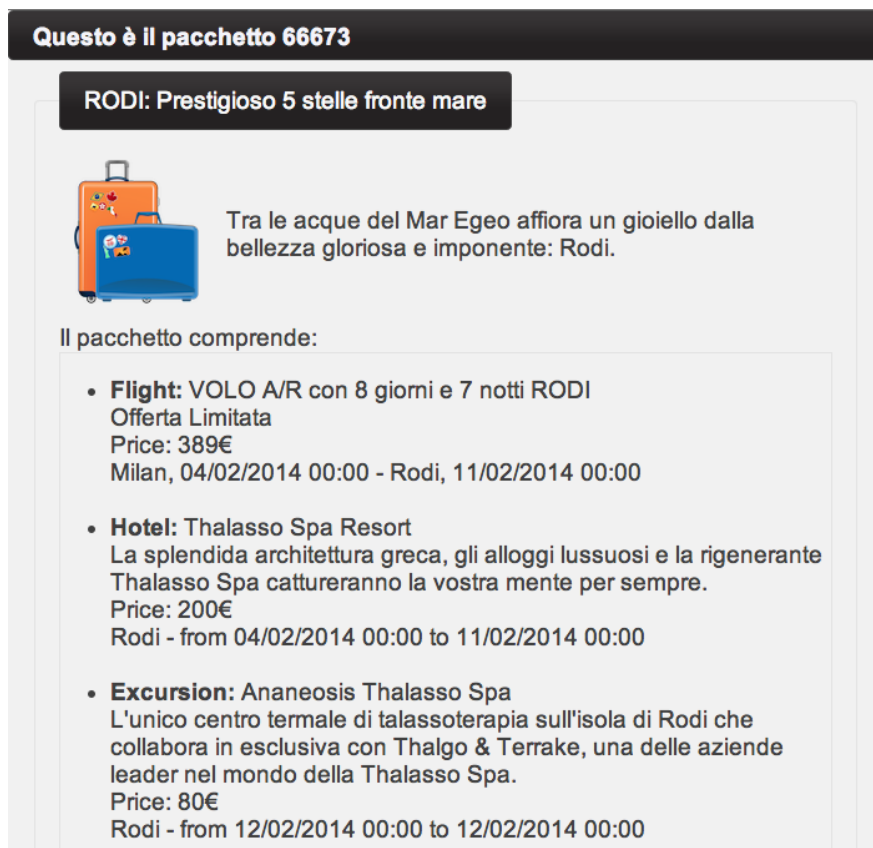 Questo è il pacchetto 66673
RODI: Prestigioso 5 stelle fronte mare
Tra le acque del Mar Egeo affiora un gioiello dalla
bellezza gloriosa e imponente: Rodi.
Il pacchetto comprende:
• Flight: VOLO A/R con 8 giorni e 7 notti RODI
Offerta Limitata
Price: 389€
Milan, 04/02/2014 00:00 - Rodi, 11/02/2014 00:00
• Hotel: Thalasso Spa Resort
La splendida architettura greca, gli alloggi lussuosi e la rigenerante
Thalasso Spa cattureranno la vostra mente per sempre.
Price: 200€
Rodi - from 04/02/2014 00:00 to 11/02/2014 00:00
• Excursion: Ananeosis Thalasso Spa
L'unico centro termale di talassoterapia sull'isola di Rodi che
collabora in esclusiva con Thalgo & Terrake, una delle aziende
leader nel mondo della Thalasso Spa.
Price: 80€
Rodi - from 12/02/2014 00:00 to 12/02/2014 00:00